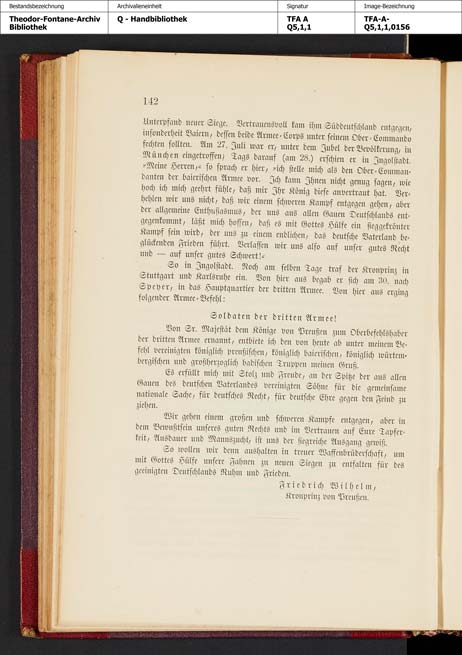 Bestandsbezeichnung
Archivalieneinheit
Signatur
Image-Bezeichnung
Theodor-Fontane-Archiv
Bibliothek
Q - Handbibliothek
TFA A
Q5,1,1
TFA-A-
Q5,1,1,0156
142
Unterpfand neuer Siege. Vertrauensvoll kam ihm Süddeutschland entgegen,
insonderheit Baiern, dessen beide Armee-Corps unter seinem Ober-Commando
fechten sollten. Am 27. Juli war er, unter dem Jubel der Bevölkerung, in
München eingetroffen; Tags darauf (am 28.) erschien er in Ingolstadt.
»Meine Herren,« so sprach er hier, »ich stelle mich als den Ober-Comman-
danten der bairischen Armee vor. Ich kann Ihnen nicht genug sagen, wie
hoch ich mich geehrt fühle, daß mir Ihr König diese anvertraut hat. Ver-
hehlen wir uns nicht, daß wir einem schweren Kampf entgegen gehen, aber
der allgemeine Enthusiasmus, der uns aus allen Gauen Deutschlands ent-
gegenkommt, läßt mich hoffen, daß es mit Gottes Hülfe ein sieggekrönter
Kampf sein wird, der uns zu einem endlichen, das deutsche Vaterland be-
glückenden Frieden führt. Verlassen wir uns also auf unser gutes Recht
und — auf unser gutes Schwert!«
So in Ingolstadt. Noch am selben Tage traf der Kronprinz in
Stuttgart und Karlsruhe ein. Von hier aus begab er sich am 30. nach
Speyer, in das Hauptquartier der dritten Armee. Von hier aus erging
folgender Armee-Befehl:
Soldaten der dritten Armee!
Von Sr. Majestät dem Könige von Preußen zum Oberbefehlshaber
der dritten Armee ernannt, entbiete ich den von heute ab unter meinem Be-
fehl vereinigten königlich preußischen, königlich baierischen, königlich württem-
bergischen und großherzoglich badischen Truppen meinen Gruß.
Es erfüllt mich mit Stolz und Freude, an der Spitze der aus allen
Gauen des deutschen Vaterlandes vereinigten Söhne für die gemeinsame
nationale Sache, für deutsches Recht, für deutsche Ehre gegen den Feind zu
ziehen.
Wir gehen einem großen und schweren Kampfe entgegen, aber in
dem Bewußtsein unseres guten Rechts und im Vertrauen auf Eure Tapfer-
keit, Ausdauer und Mannszucht, ist uns der siegreiche Ausgang gewiß.
So wollen wir denn aushalten in treuer Waffenbrüderschaft, um
mit Gottes Hülfe unsere Fahnen zu neuen Siegen zu entfalten für des
geeinigten Deutschlands Ruhm und Frieden.
Friedrich Wilhelm,
Kronprinz von Preußen.